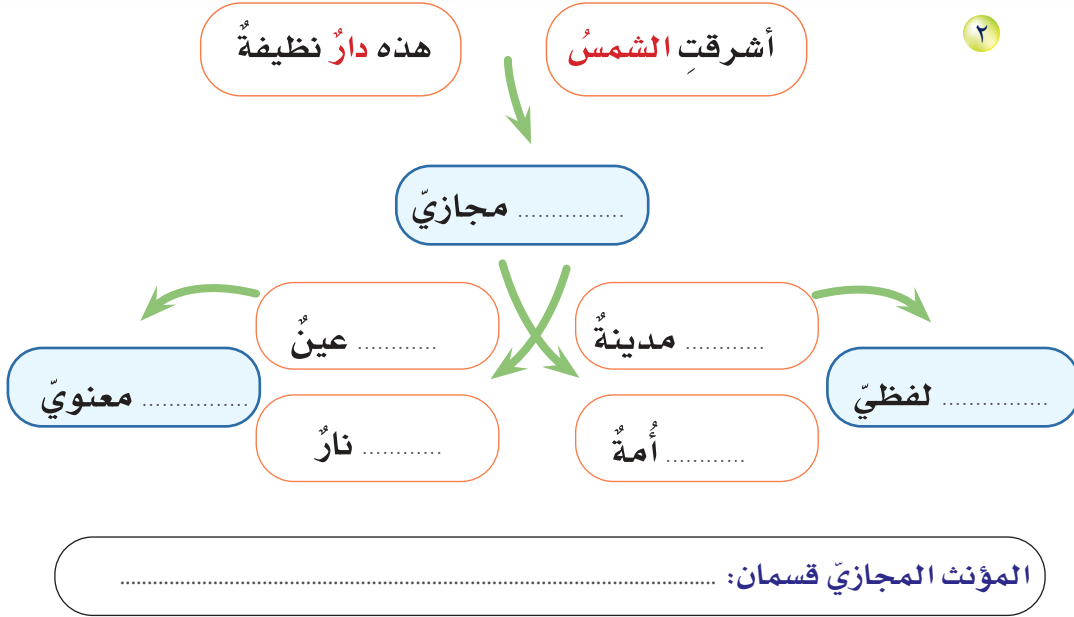 ٢
أشرقتِ الشمسُ
هذه دارٌ نظيفةٌ
............... مجازيّ
............ مدينةٌ
............ عينٌ
............... لفظيّ
............... معنويّ
............ أُمةٌ
............ نارٌ
المؤنث المجازيّ قسمان: ........................................................................................